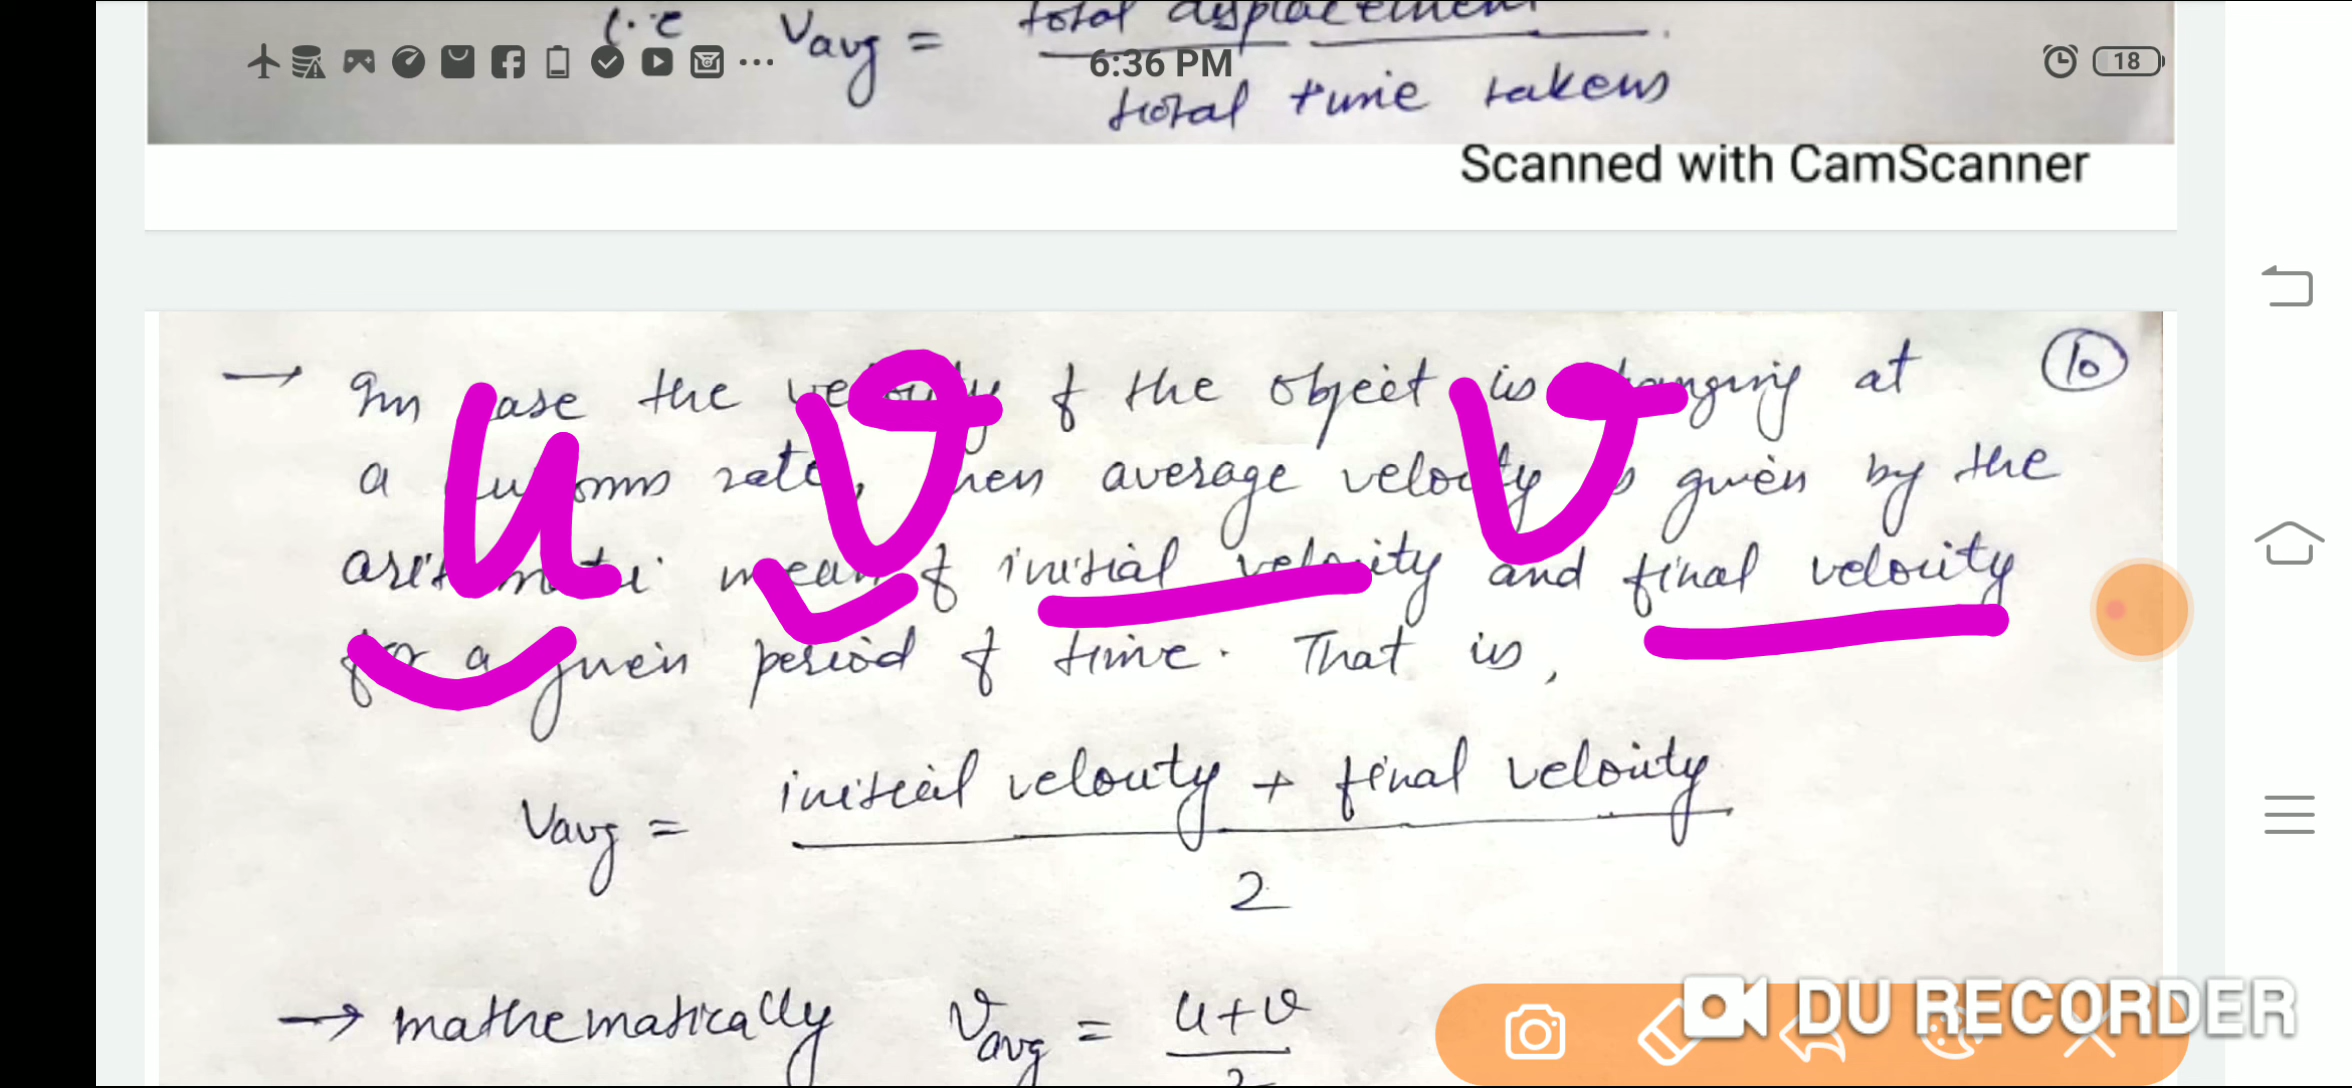 i.e Vavg = total displacement
6:36 PM
18
total time taken
Scanned with CamScanner
→ In case the velocity of the object is changing at
10
a uniform rate, then average velocity is given by the
arithmetic mean of initial velocity and final velocity
for a given period of time. That is,
u v v
Vavg = initial velocity + final velocity
2
→ mathematically Vavg = u+v
2
DU RECORDER